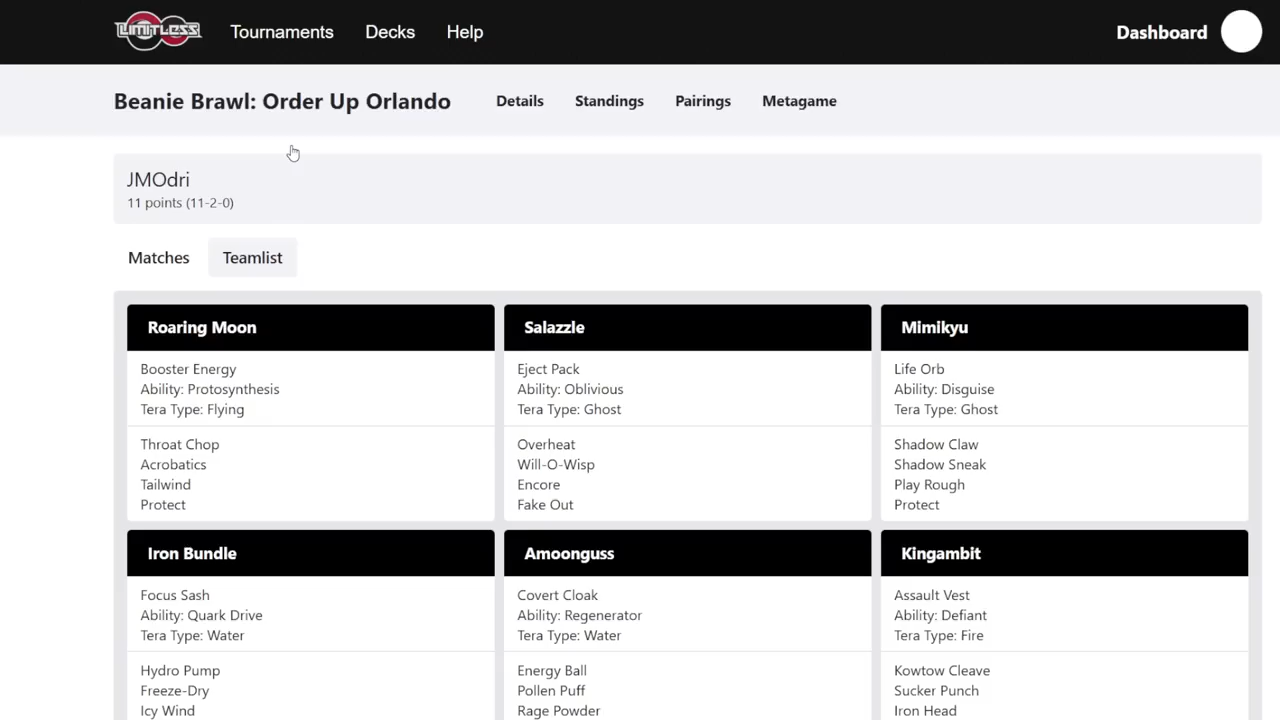 LIMITLESS
Tournaments Decks Help Dashboard
Beanie Brawl: Order Up Orlando Details Standings Pairings Metagame
JMOdri
11 points (11-2-0)
Matches Teamlist
Roaring Moon
Booster Energy
Ability: Protosynthesis
Tera Type: Flying
Throat Chop
Acrobatics
Tailwind
Protect
Salazzle
Eject Pack
Ability: Oblivious
Tera Type: Ghost
Overheat
Will-O-Wisp
Encore
Fake Out
Mimikyu
Life Orb
Ability: Disguise
Tera Type: Ghost
Shadow Claw
Shadow Sneak
Play Rough
Protect
Iron Bundle
Focus Sash
Ability: Quark Drive
Tera Type: Water
Hydro Pump
Freeze-Dry
Icy Wind
Amoonguss
Covert Cloak
Ability: Regenerator
Tera Type: Water
Energy Ball
Pollen Puff
Rage Powder
Kingambit
Assault Vest
Ability: Defiant
Tera Type: Fire
Kowtow Cleave
Sucker Punch
Iron Head